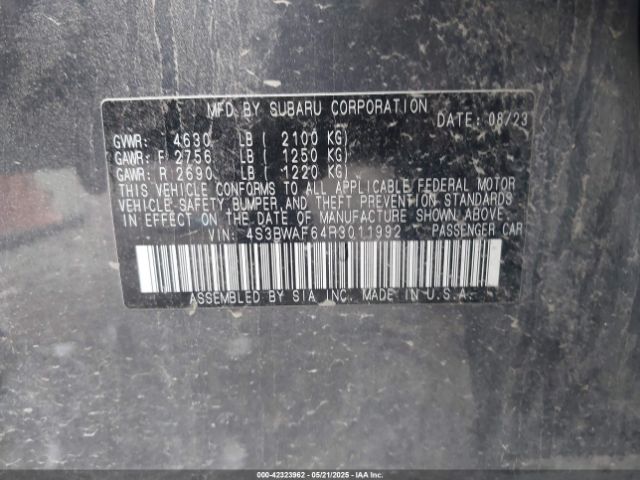 MFD. BY SUBARU CORPORATION
DATE: 08/23
GVWR: 4630 LB ( 2100 KG)
GAWR: F 2756 LB ( 1250 KG)
GAWR: R 2690 LB ( 1220 KG)
THIS VEHICLE CONFORMS TO ALL APPLICABLE FEDERAL MOTOR
VEHICLE SAFETY, BUMPER, AND THEFT PREVENTION STANDARDS
IN EFFECT ON THE DATE OF MANUFACTURE SHOWN ABOVE.
VIN: 4S3BWAF64R3011992 PASSENGER CAR
ASSEMBLED BY SIA INC. MADE IN U.S.A.
000-42323962 - 05/21/2025 - IAA Inc.